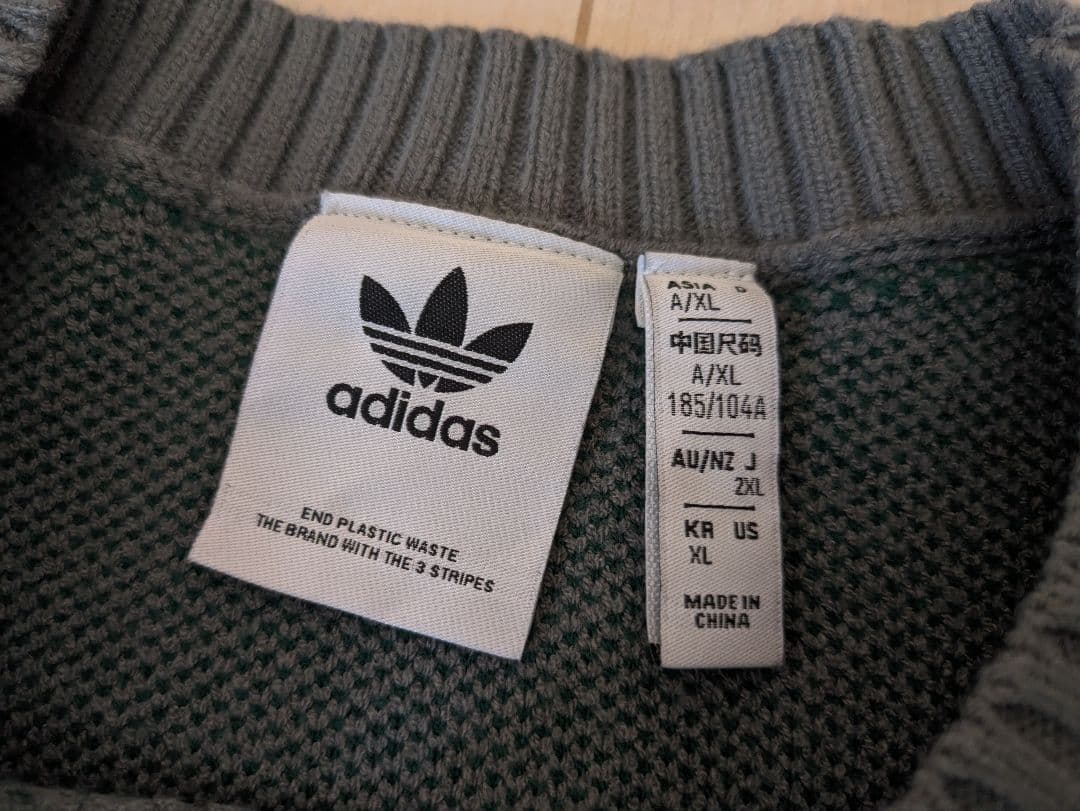 adidas
END PLASTIC WASTE
THE BRAND WITH THE 3 STRIPES
ASIA D
A/XL
中国尺码
A/XL
185/104A
AU/NZ J
2XL
KR US
XL
MADE IN
CHINA